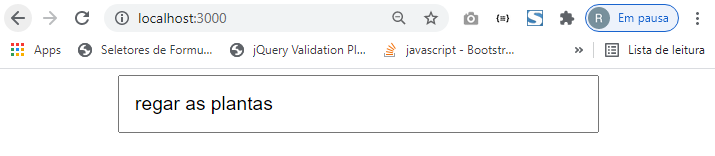 localhost:3000
R Em pausa
Apps Seletores de Formu... jQuery Validation Pl... javascript - Bootstr... » Lista de leitura
regar as plantas